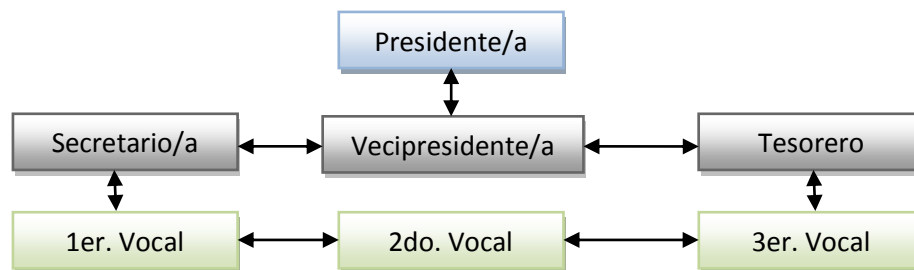 Presidente/a
Secretario/a
Vecipresidente/a
Tesorero
1er. Vocal
2do. Vocal
3er. Vocal